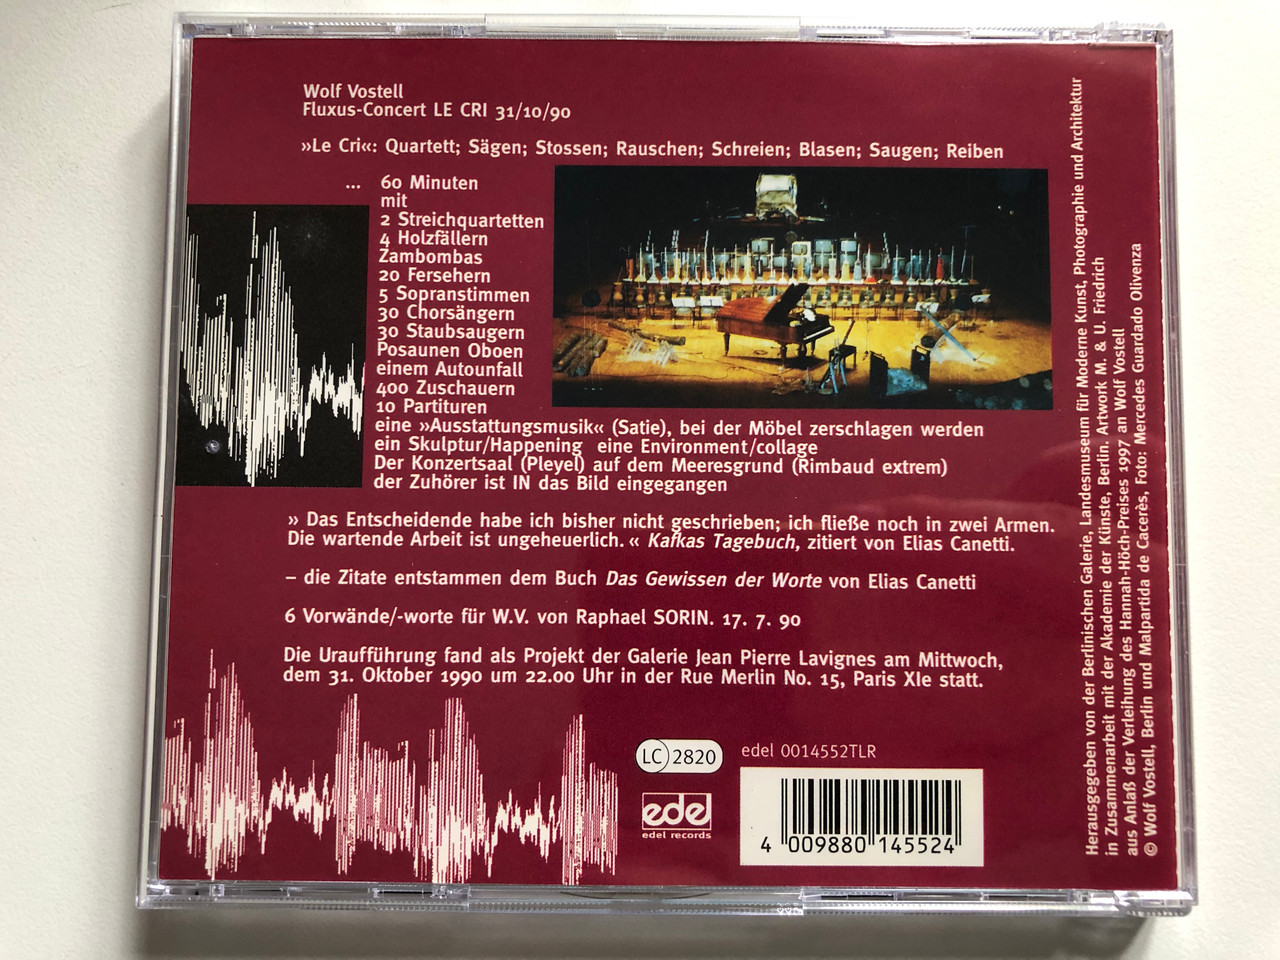 Wolf Vostell
Fluxus-Concert LE CRI 31/10/90
»Le Cri«: Quartett; Sägen; Stossen; Rauschen; Schreien; Blasen; Saugen; Reiben
... 60 Minuten
mit
2 Streichquartetten
4 Holzfällern
Zambombas
20 Fersehern
5 Sopranstimmen
30 Chorsängern
30 Staubsaugern
Posaunen Oboen
einem Autounfall
400 Zuschauern
10 Partituren
eine »Ausstattungsmusik« (Satie), bei der Möbel zerschlagen werden
ein Skulptur/Happening eine Environment/collage
Der Konzertsaal (Pleyel) auf dem Meeresgrund (Rimbaud extrem)
der Zuhörer ist IN das Bild eingegangen
» Das Entscheidende habe ich bisher nicht geschrieben; ich fließe noch in zwei Armen.
Die wartende Arbeit ist ungeheuerlich. « Kafkas Tagebuch, zitiert von Elias Canetti.
– die Zitate entstammen dem Buch Das Gewissen der Worte von Elias Canetti
6 Vorwände/-worte für W.V. von Raphael SORIN. 17. 7. 90
Die Uraufführung fand als Projekt der Galerie Jean Pierre Lavignes am Mittwoch,
dem 31. Oktober 1990 um 22.00 Uhr in der Rue Merlin No. 15, Paris XIe statt.
LC 2820
edel 0014552TLR
edel
edel records
4 009880 145524
Herausgegeben von der Berlinischen Galerie, Landesmuseum für Moderne Kunst, Photographie und Architektur
in Zusammenarbeit mit der Akademie der Künste, Berlin. Artwork M. & U. Friedrich
aus Anlaß der Verleihung des Hannah-Höch-Preises 1997 an Wolf Vostell
© Wolf Vostell, Berlin und Malpartida de Cacerès, Foto: Mercedes Guardado Olivenza